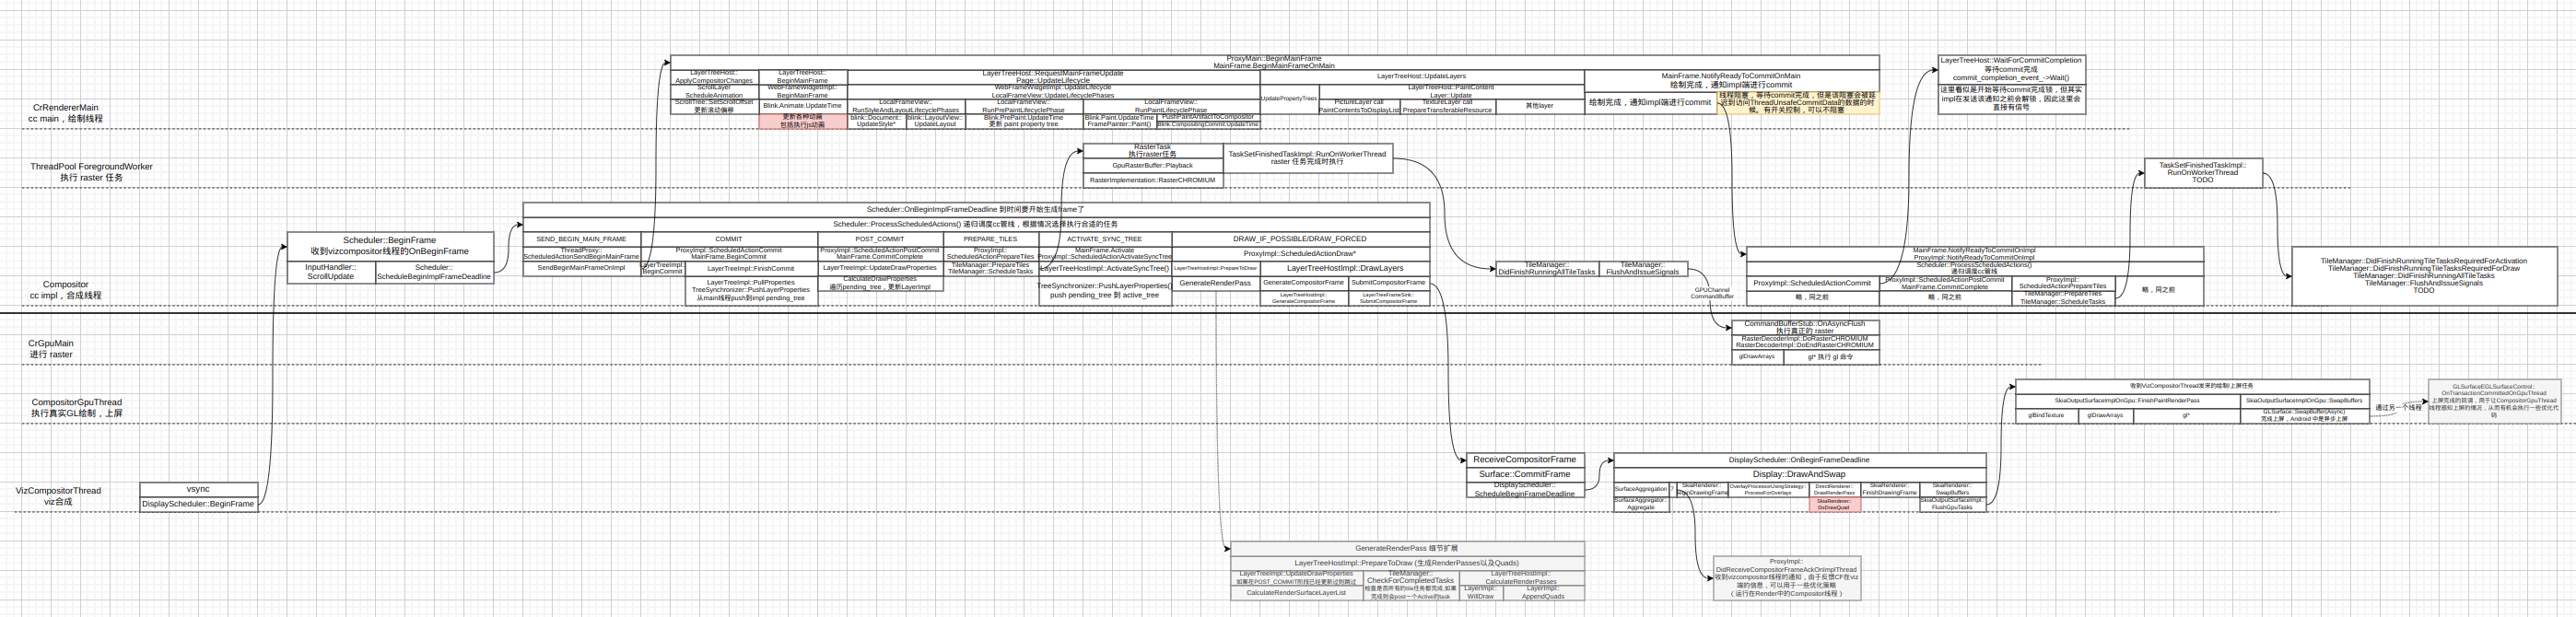 ProxyMain::BeginMainFrame
MainFrame.BeginMainFrameOnMain
LayerTreeHost::
ApplyCompositorChanges
LayerTreeHost::
BeginMainFrame
LayerTreeHost::RequestMainFrameUpdate
Page::UpdateLifecycle
LayerTreeHost::UpdateLayers
MainFrame.NotifyReadyToCommitOnMain
绘制完成，通知impl端进行commit
ScrollLayer
ScheduleAnimation
WebFrameWidgetImpl::
BeginMainFrame
WebFrameWidgetImpl::UpdateLifecycle
LocalFrameView::UpdateLifecyclePhases
UpdatePropertyTrees
LayerTreeHost::PaintContent
Layer::Update
ScrollTree::SetScrollOffset
更新滚动偏移
Blink.Animate.UpdateTime
LocalFrameView::
RunStyleAndLayoutLifecyclePhases
LocalFrameView::
RunPrePaintLifecyclePhase
LocalFrameView::
RunPaintLifecyclePhase
PictureLayer call
PaintContentsToDisplayList
TextureLayer call
PrepareTransferableResource
其他layer
绘制完成，通知impl端进行commit
线程阻塞，等待commit完成，但是该阻塞会被延
迟到访问ThreadUnsafeCommitData的数据的时
候。有开关控制，可以不阻塞
更新各种动画
包括执行js动画
blink::Document::
UpdateStyle*
blink::LayoutView::
UpdateLayout
Blink.PrePaint.UpdateTime
更新 paint property tree
Blink.Paint.UpdateTime
FramePainter::Paint()
PushPaintArtifactToCompositor
Blink.CompositingCommit.UpdateTime
LayerTreeHost::WaitForCommitCompletion
等待commit完成
commit_completion_event_->Wait()
这里看似是开始等待commit完成锁，但其实
impl在发送该通知之前会解锁，因此这里会
直接有信号
CrRendererMain
cc main，绘制线程
ThreadPool ForegroundWorker
执行 raster 任务
RasterTask
执行raster任务
GpuRasterBuffer::Playback
RasterImplementation::RasterCHROMIUM
TaskSetFinishedTaskImpl::RunOnWorkerThread
raster 任务完成时执行
TaskSetFinishedTaskImpl::
RunOnWorkerThread
TODO
Compositor
cc impl，合成线程
Scheduler::BeginFrame
收到vizcompositor线程的OnBeginFrame
InputHandler::
ScrollUpdate
Scheduler::
ScheduleBeginImplFrameDeadline
Scheduler::OnBeginImplFrameDeadline 到时间要开始生成frame了
Scheduler::ProcessScheduledActions() 递归调度cc管线，根据情况选择执行合适的任务
SEND_BEGIN_MAIN_FRAME
COMMIT
POST_COMMIT
PREPARE_TILES
ACTIVATE_SYNC_TREE
DRAW_IF_POSSIBLE/DRAW_FORCED
ThreadProxy::
ScheduledActionSendBeginMainFrame
ProxyImpl::ScheduledActionCommit
MainFrame.BeginCommit
ProxyImpl::ScheduledActionPostCommit
MainFrame.CommitComplete
ProxyImpl::
ScheduledActionPrepareTiles
MainFrame.Activate
ProxyImpl::ScheduledActionActivateSyncTree
ProxyImpl::ScheduledActionDraw*
SendBeginMainFrameOnImpl
LayerTreeImpl::
BeginCommit
LayerTreeImpl::FinishCommit
LayerTreeImpl::UpdateDrawProperties
TileManager::PrepareTiles
TileManager::ScheduleTasks
LayerTreeHostImpl::ActivateSyncTree()
LayerTreeHostImpl::PrepareToDraw
LayerTreeHostImpl::DrawLayers
LayerTreeImpl::PullProperties
TreeSynchronizer::PushLayerProperties
从main线程push到impl pending_tree
CalculateDrawProperties
遍历pending_tree，更新LayerImpl
TreeSynchronizer::PushLayerProperties()
push pending_tree 到 active_tree
GenerateRenderPass
GenerateCompositorFrame
SubmitCompositorFrame
LayerTreeHostImpl::
GenerateCompositorFrame
LayerTreeFrameSink::
SubmitCompositorFrame
TileManager::
DidFinishRunningAllTileTasks
TileManager::
FlushAndIssueSignals
GPUChannel
CommandBuffer
MainFrame.NotifyReadyToCommitOnImpl
ProxyImpl::NotifyReadyToCommitOnImpl
Scheduler::ProcessScheduledActions()
递归调度cc管线
ProxyImpl::ScheduledActionCommit
ProxyImpl::ScheduledActionPostCommit
MainFrame.CommitComplete
ProxyImpl::
ScheduledActionPrepareTiles
略，同之前
略，同之前
略，同之前
TileManager::PrepareTiles
TileManager::ScheduleTasks
TileManager::DidFinishRunningTileTasksRequiredForActivation
TileManager::DidFinishRunningTileTasksRequiredForDraw
TileManager::DidFinishRunningAllTileTasks
TileManager::FlushAndIssueSignals
TODO
CrGpuMain
进行 raster
CommandBufferStub::OnAsyncFlush
执行真正的 raster
RasterDecoderImpl::DoRasterCHROMIUM
RasterDecoderImpl::DoEndRasterCHROMIUM
glDrawArrays
gl* 执行 gl 命令
CompositorGpuThread
执行真实GL绘制，上屏
收到VizCompositorThread发来的绘制/上屏任务
SkiaOutputSurfaceImplOnGpu::FinishPaintRenderPass
SkiaOutputSurfaceImplOnGpu::SwapBuffers
glBindTexture
glDrawArrays
gl*
GLSurface::SwapBuffer(Async)
完成上屏，Android 中是异步上屏
通过另一个线程
GLSurfaceEGLSurfaceControl::
OnTransactionCommittedOnGpuThread
上屏完成的回调，用于让CompositorGpuThread
线程感知上屏的情况，从而有机会执行一些优化代
码
VizCompositorThread
viz合成
vsync
DisplayScheduler::BeginFrame
ReceiveCompositorFrame
Surface::CommitFrame
DisplayScheduler::
ScheduleBeginFrameDeadline
DisplayScheduler::OnBeginFrameDeadline
Display::DrawAndSwap
SurfaceAggregation
?
SkiaRenderer::
BeginDrawingFrame
OverlayProcessorUsingStrategy::
ProcessForOverlays
DirectRenderer::
DrawRenderPass
SkiaRenderer::
FinishDrawingFrame
SkiaRenderer::
SwapBuffers
SurfaceAggregator::
Aggregate
SkiaRenderer::
DoDrawQuad
SkiaOutputSurfaceImpl::
FlushGpuTasks
GenerateRenderPass 细节扩展
LayerTreeHostImpl::PrepareToDraw (生成RenderPasses以及Quads)
LayerTreeImpl::UpdateDrawProperties
如果在POST_COMMIT阶段已经更新过则跳过
TileManager::
CheckForCompletedTasks
检查是否所有的tile任务都完成,如果
完成则会post一个Active的task
LayerTreeHostImpl::
CalculateRenderPasses
CalculateRenderSurfaceLayerList
LayerImpl::
WillDraw
LayerImpl::
AppendQuads
ProxyImpl::
DidReceiveCompositorFrameAckOnImplThread
收到vizcompositor线程的通知，由于反馈CF在viz
端的信息，可以用于一些优化策略
（ 运行在Render中的Compositor线程 ）